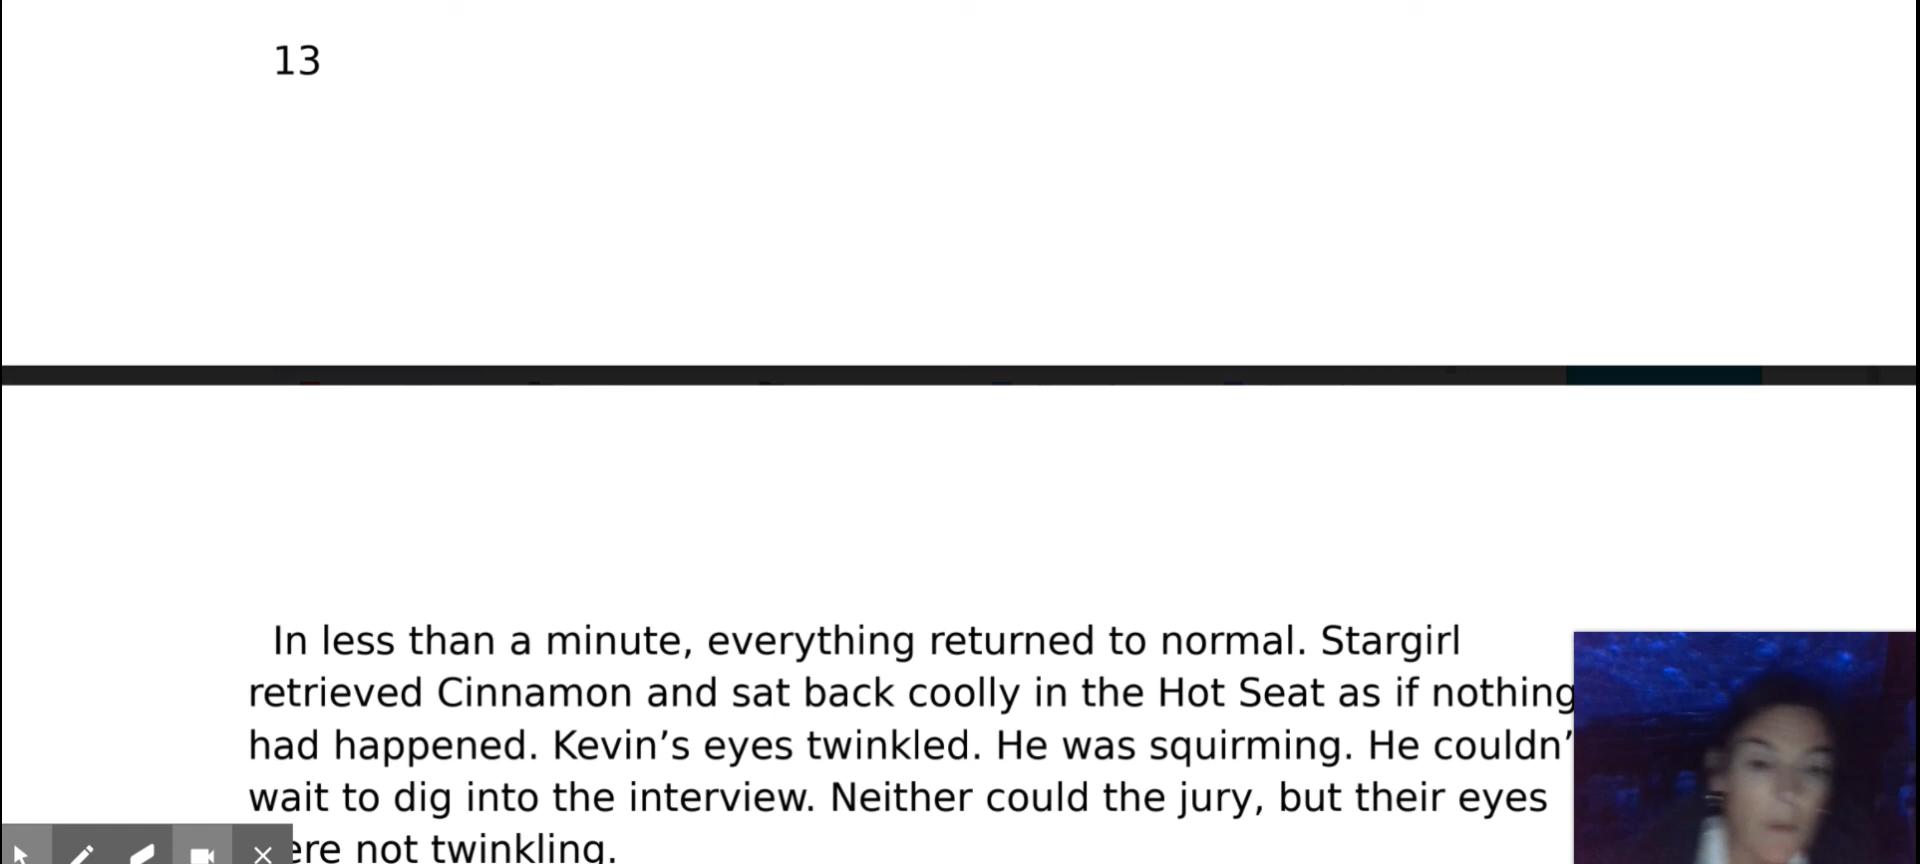 13
In less than a minute, everything returned to normal. Stargirl
retrieved Cinnamon and sat back coolly in the Hot Seat as if nothing
had happened. Kevin’s eyes twinkled. He was squirming. He couldn’
wait to dig into the interview. Neither could the jury, but their eyes
ere not twinkling.